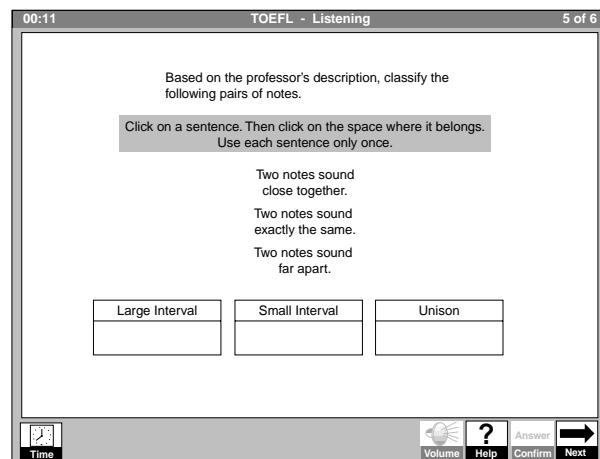 00:11 TOEFL - Listening 5 of 6
Based on the professor's description, classify the
following pairs of notes.
Click on a sentence. Then click on the space where it belongs.
Use each sentence only once.
Two notes sound
close together.
Two notes sound
exactly the same.
Two notes sound
far apart.
Large Interval Small Interval Unison
? Answer
Time Volume Help Confirm Next